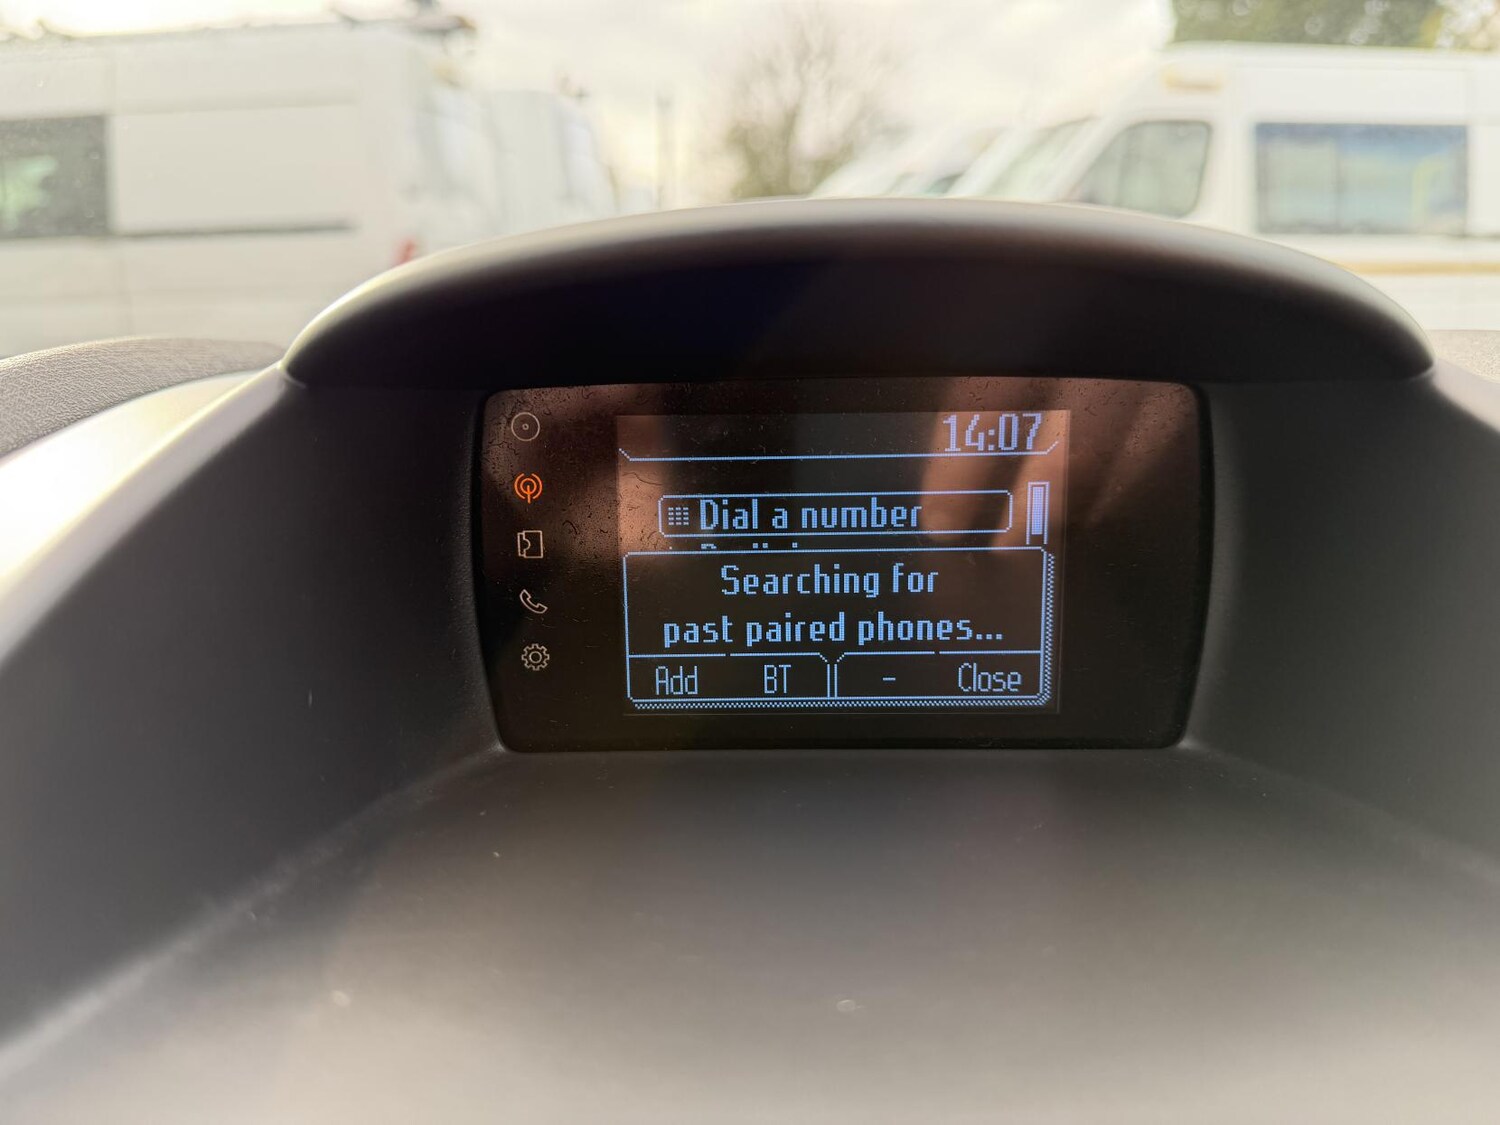 14:07
Dial a number
Searching for
past paired phones...
Add BT - Close